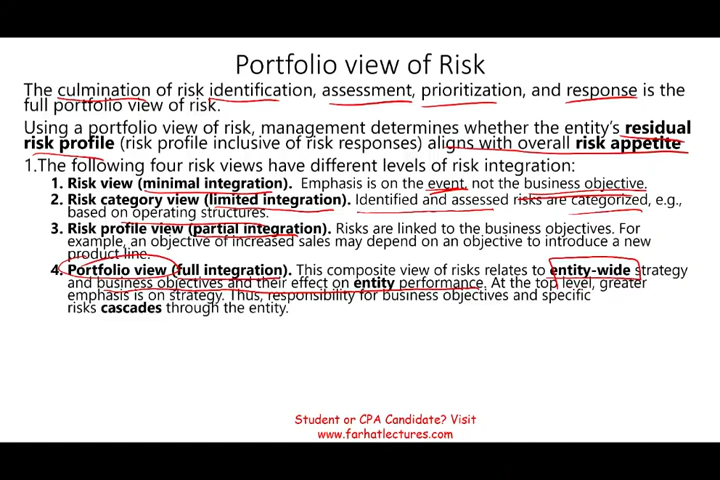 Portfolio view of Risk
The culmination of risk identification, assessment, prioritization, and response is the
full portfolio view of risk.
Using a portfolio view of risk, management determines whether the entity's residual
risk profile (risk profile inclusive of risk responses) aligns with overall risk appetite
1.The following four risk views have different levels of risk integration:
1. Risk view (minimal integration). Emphasis is on the event, not the business objective.
2. Risk category view (limited integration). Identified and assessed risks are categorized, e.g.,
based on operating structures.
3. Risk profile view (partial integration). Risks are linked to the business objectives. For
example, an objective of increased sales may depend on an objective to introduce a new
product line.
4. Portfolio view (full integration). This composite view of risks relates to entity-wide strategy
and business objectives and their effect on entity performance. At the top level, greater
emphasis is on strategy. Thus, responsibility for business objectives and specific
risks cascades through the entity.
Student or CPA Candidate? Visit
www.farhatlectures.com